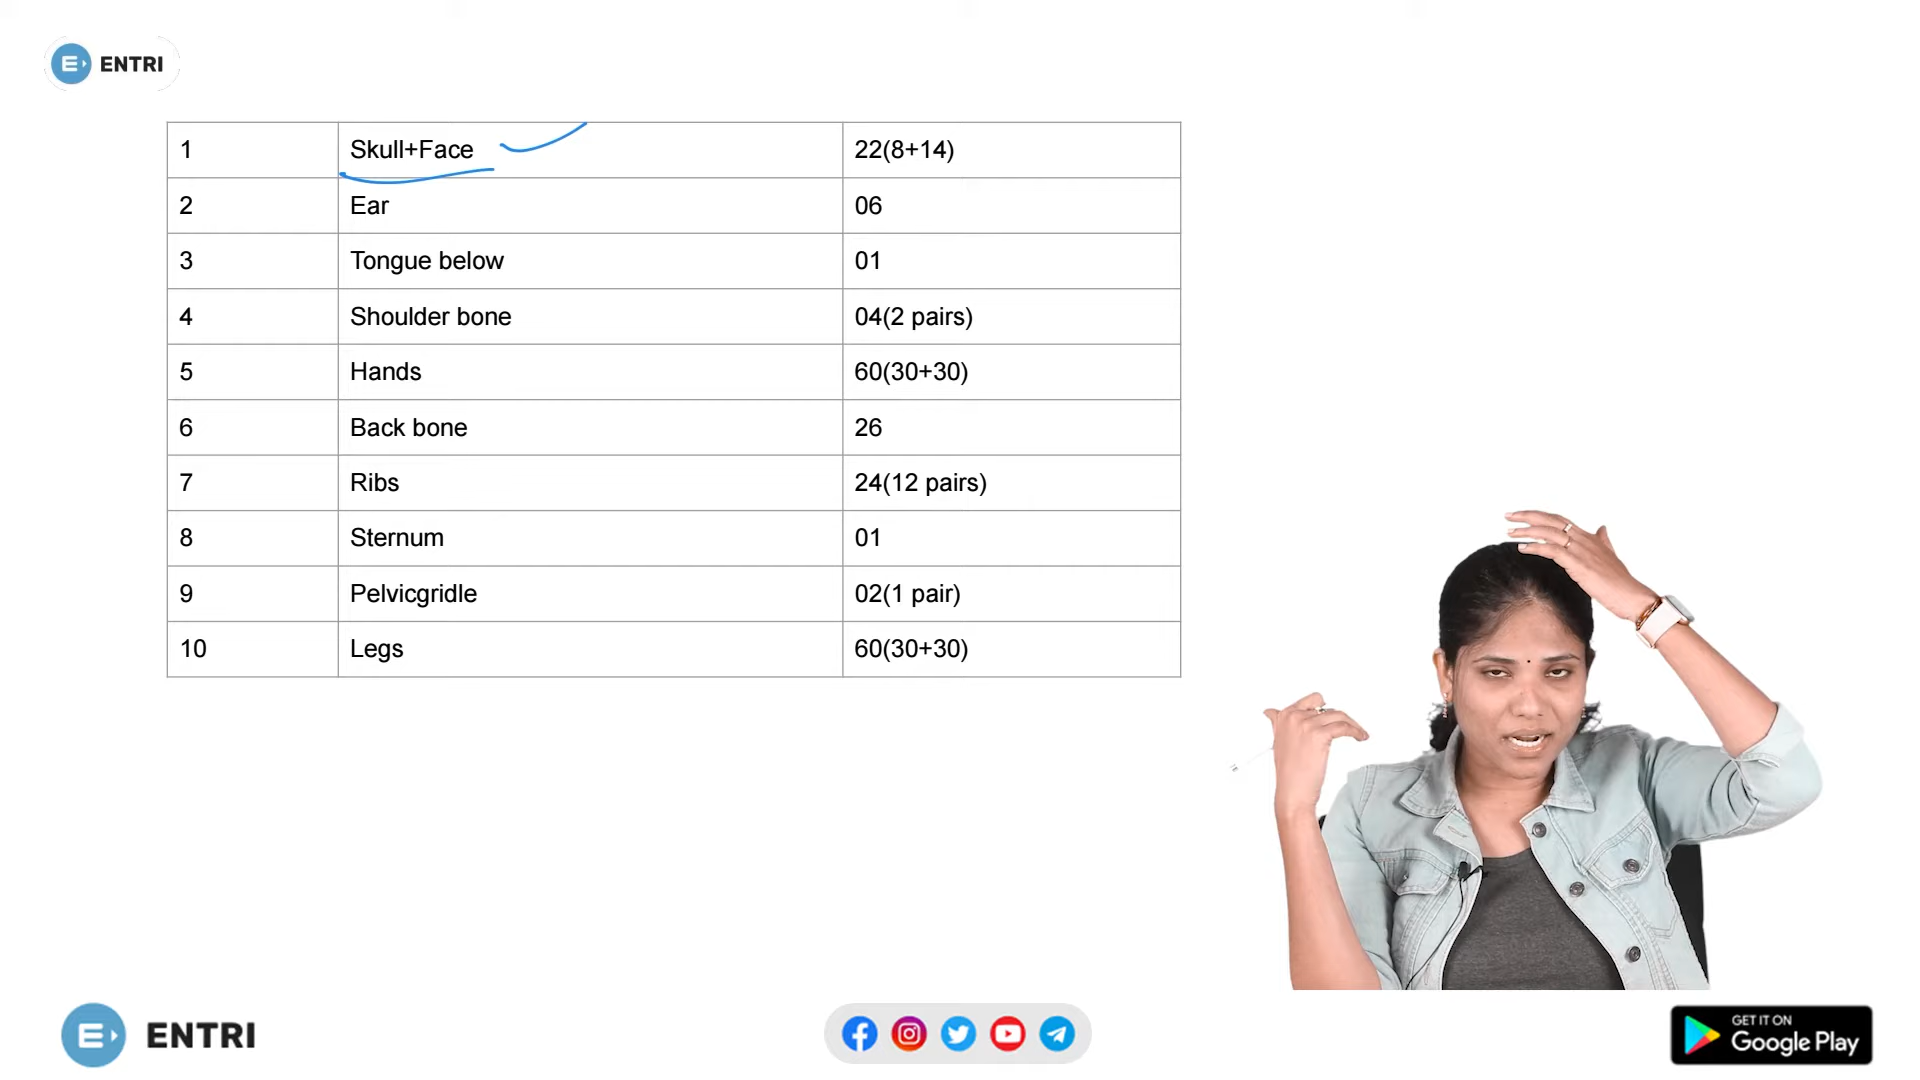 ENTRI
1 Skull+Face 22(8+14)
2 Ear 06
3 Tongue below 01
4 Shoulder bone 04(2 pairs)
5 Hands 60(30+30)
6 Back bone 26
7 Ribs 24(12 pairs)
8 Sternum 01
9 Pelvicgridle 02(1 pair)
10 Legs 60(30+30)
ENTRI
GET IT ON
Google Play